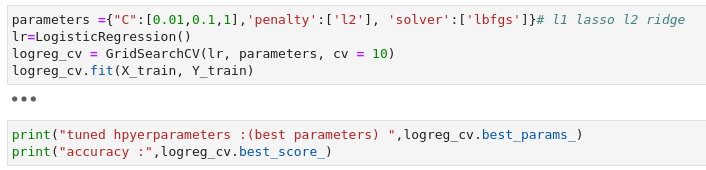 parameters ={"C":[0.01,0.1,1],'penalty':['l2'], 'solver':['lbfgs']}# l1 lasso l2 ridge
lr=LogisticRegression()
logreg_cv = GridSearchCV(lr, parameters, cv = 10)
logreg_cv.fit(X_train, Y_train)
•••
print("tuned hpyerparameters :(best parameters) ",logreg_cv.best_params_)
print("accuracy :",logreg_cv.best_score_)